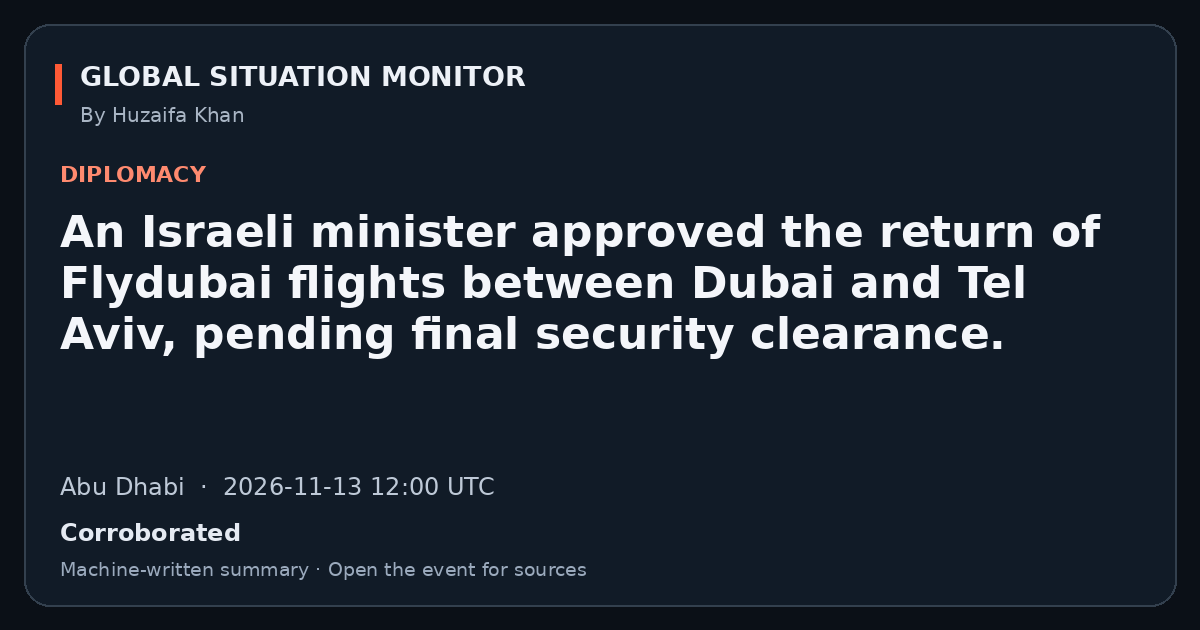 GLOBAL SITUATION MONITOR
By Huzaifa Khan
DIPLOMACY
An Israeli minister approved the return of
Flydubai flights between Dubai and Tel
Aviv, pending final security clearance.
Abu Dhabi · 2026-11-13 12:00 UTC
Corroborated
Machine-written summary · Open the event for sources